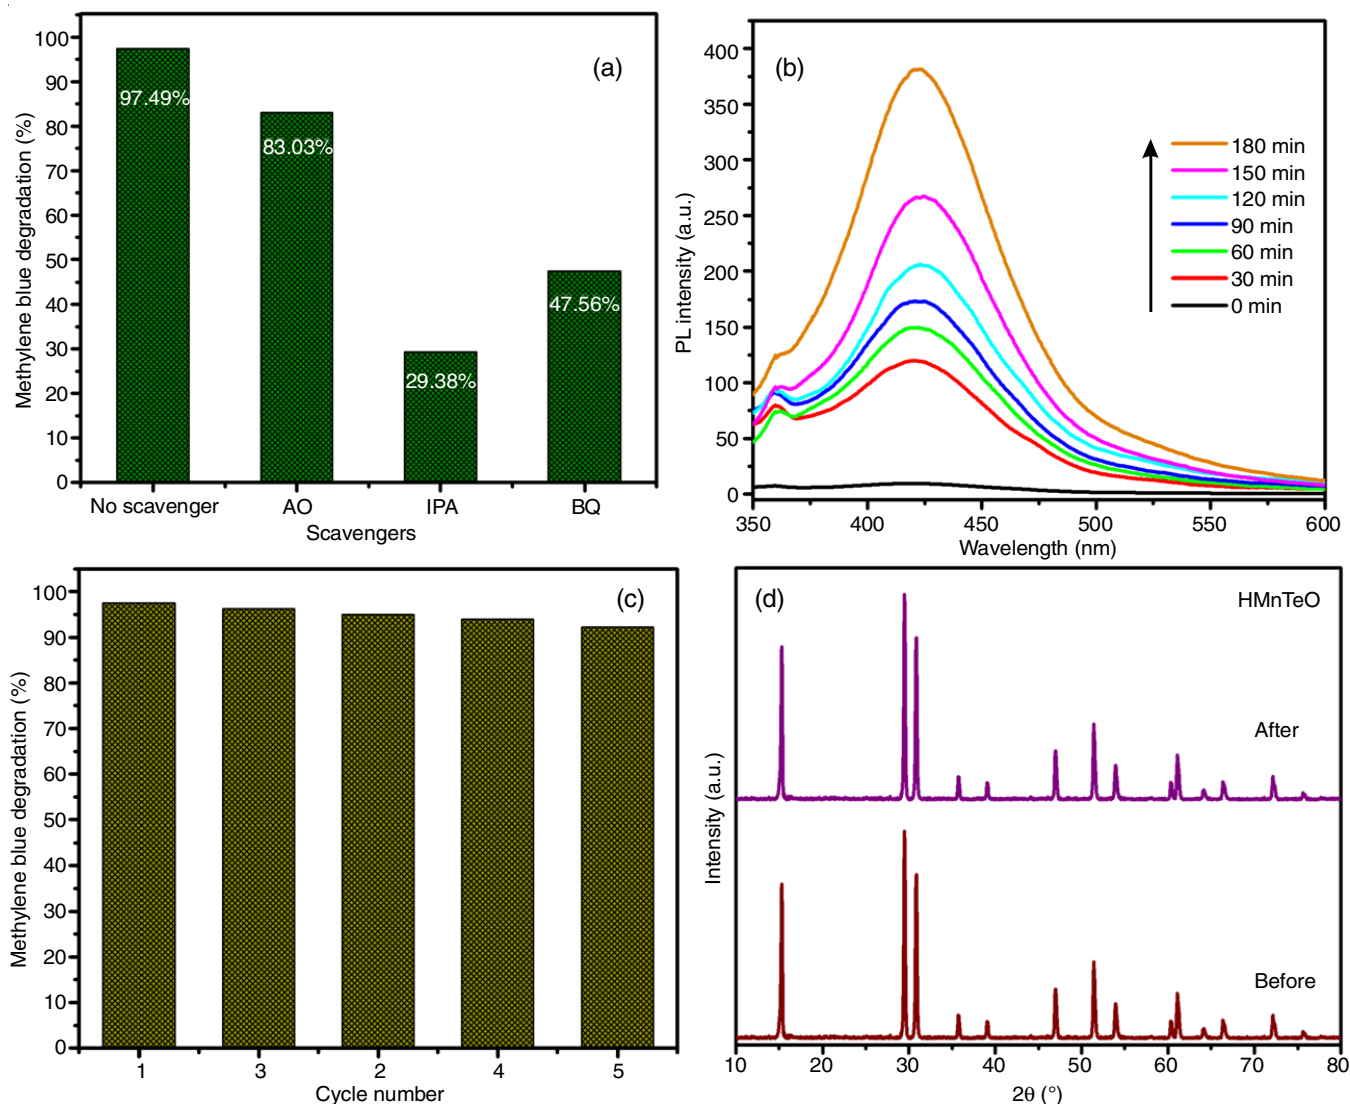 (a)
Methylene blue degradation (%)
100
90
80
70
60
50
40
30
20
10
0
97.49%
83.03%
29.38%
47.56%
No scavenger AO IPA BQ
Scavengers
(b)
PL intensity (a.u.)
400
350
300
250
200
150
100
50
0
180 min
150 min
120 min
90 min
60 min
30 min
0 min
350 400 450 500 550 600
Wavelength (nm)
(c)
Methylene blue degradation (%)
100
90
80
70
60
50
40
30
20
10
0
1 3 2 4 5
Cycle number
(d)
HMnTeO
After
Before
Intensity (a.u.)
10 20 30 40 50 60 70 80
2θ (°)